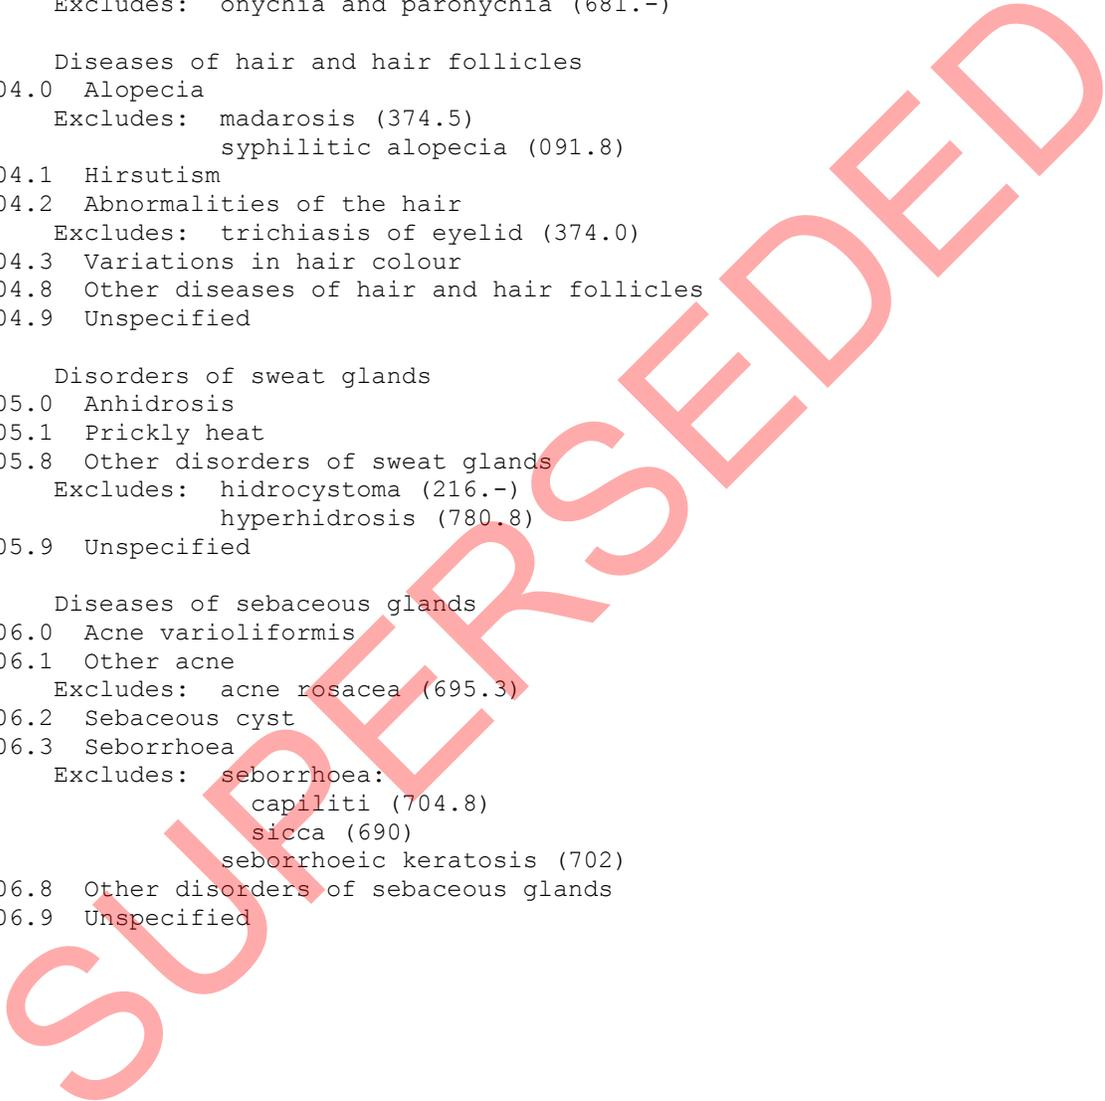 Excludes:  onychia and paronychia (681.-)
Diseases of hair and hair follicles
04.0  Alopecia
Excludes:  madarosis (374.5)
syphilitic alopecia (091.8)
04.1  Hirsutism
04.2  Abnormalities of the hair
Excludes:  trichiasis of eyelid (374.0)
04.3  Variations in hair colour
04.8  Other diseases of hair and hair follicles
04.9  Unspecified
Disorders of sweat glands
05.0  Anhidrosis
05.1  Prickly heat
05.8  Other disorders of sweat glands
Excludes:  hidrocystoma (216.-)
hyperhidrosis (780.8)
05.9  Unspecified
Diseases of sebaceous glands
06.0  Acne varioliformis
06.1  Other acne
Excludes:  acne rosacea (695.3)
06.2  Sebaceous cyst
06.3  Seborrhoea
Excludes:  seborrhoea:
capiliti (704.8)
sicca (690)
seborrhoeic keratosis (702)
06.8  Other disorders of sebaceous glands
06.9  Unspecified
SUPERSEDED